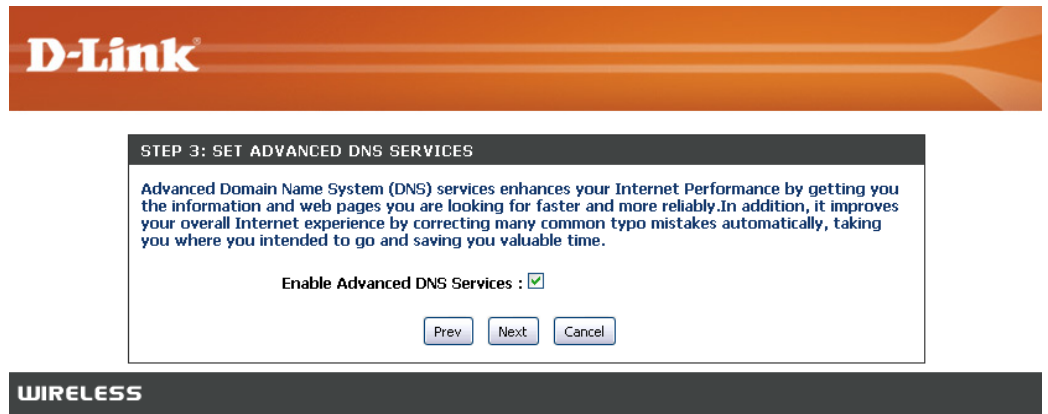 D-Link®
STEP 3: SET ADVANCED DNS SERVICES
Advanced Domain Name System (DNS) services enhances your Internet Performance by getting you
the information and web pages you are looking for faster and more reliably.In addition, it improves
your overall Internet experience by correcting many common typo mistakes automatically, taking
you where you intended to go and saving you valuable time.
Enable Advanced DNS Services :
Prev Next Cancel
WIRELESS